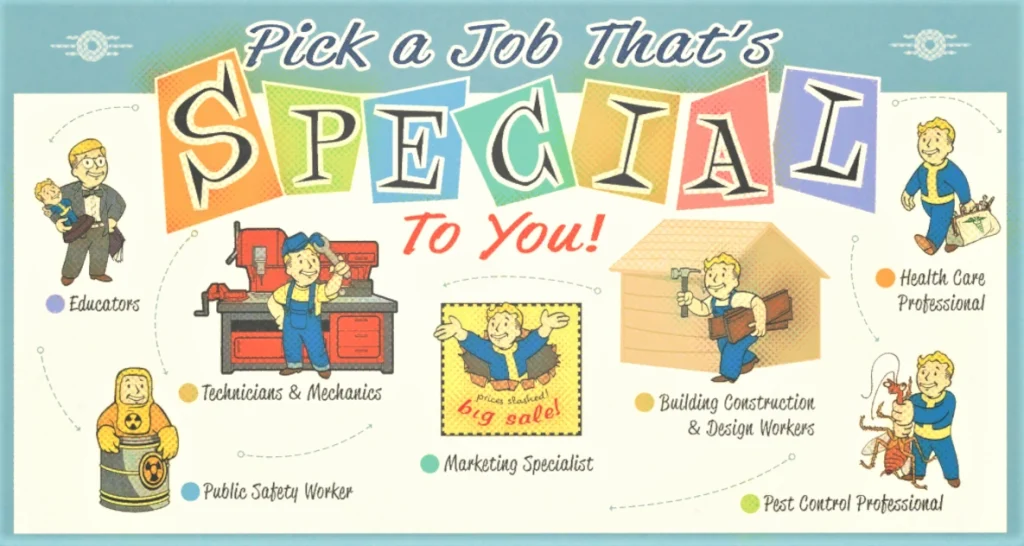 Pick a Job That's
SPECIAL
To You!
Educators
Technicians & Mechanics
Public Safety Worker
prices slashed!
big sale!
Marketing Specialist
Building Construction
& Design Workers
Health Care
Professional
Pest Control Professional